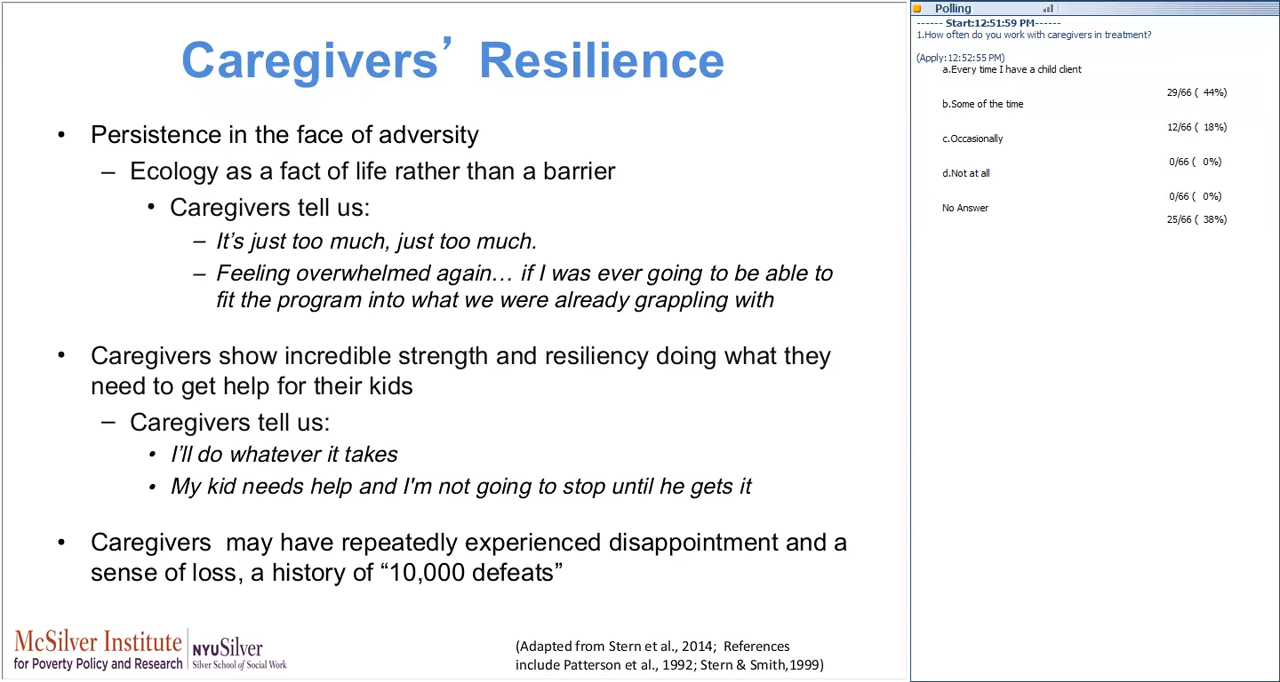 Caregivers’ Resilience
• Persistence in the face of adversity
– Ecology as a fact of life rather than a barrier
• Caregivers tell us:
– It’s just too much, just too much.
– Feeling overwhelmed again… if I was ever going to be able to
fit the program into what we were already grappling with
• Caregivers show incredible strength and resiliency doing what they
need to get help for their kids
– Caregivers tell us:
• I’ll do whatever it takes
• My kid needs help and I'm not going to stop until he gets it
• Caregivers may have repeatedly experienced disappointment and a
sense of loss, a history of “10,000 defeats”
McSilver Institute
for Poverty Policy and Research
NYUSilver
Silver School of Social Work
(Adapted from Stern et al., 2014; References
include Patterson et al., 1992; Stern & Smith,1999)
Polling
------ Start:12:51:59 PM------
1.How often do you work with caregivers in treatment?
(Apply:12:52:55 PM)
a.Every time I have a child client
29/66 ( 44%)
b.Some of the time
12/66 ( 18%)
c.Occasionally
0/66 ( 0%)
d.Not at all
0/66 ( 0%)
No Answer
25/66 ( 38%)